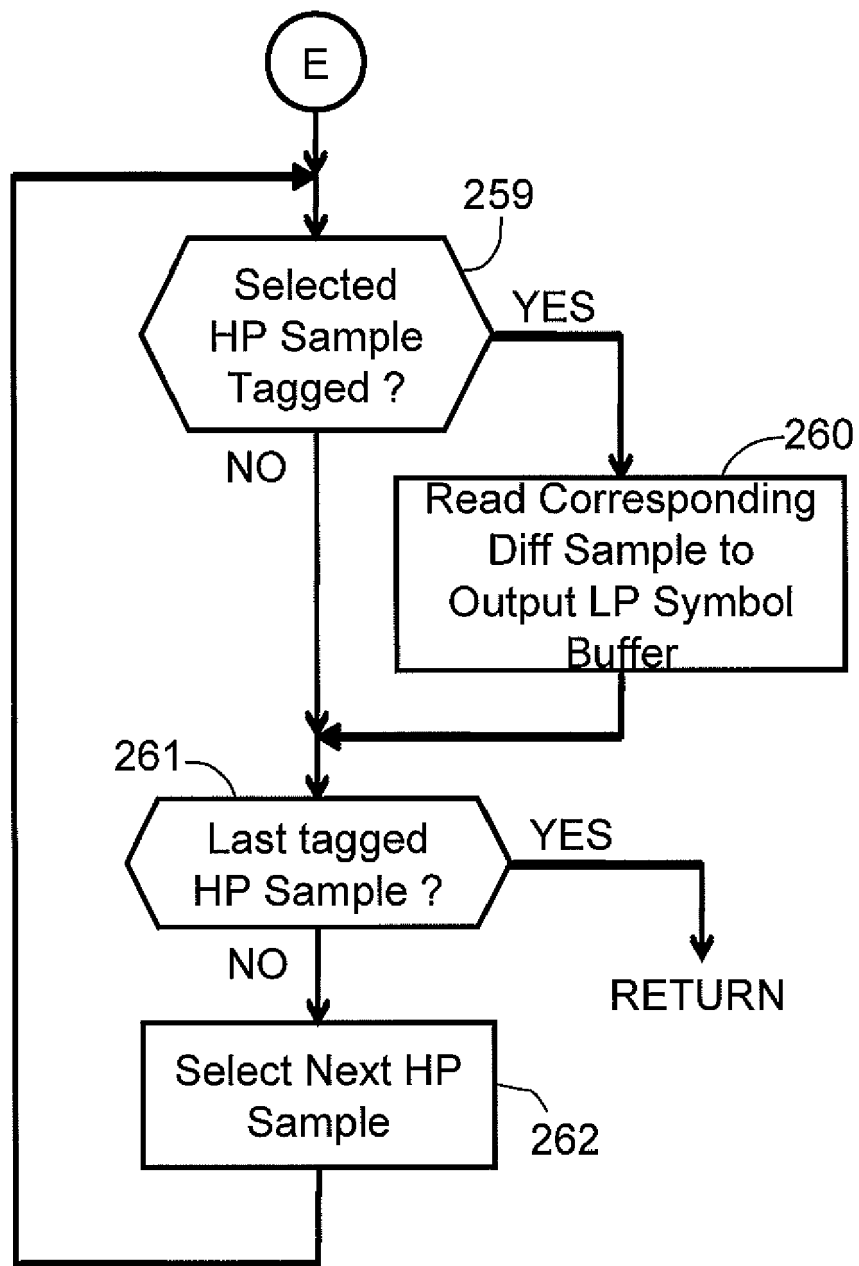 E
259
Selected
HP Sample
Tagged ?
YES
NO
260
Read Corresponding
Diff Sample to
Output LP Symbol
Buffer
261
Last tagged
HP Sample ?
YES
NO
RETURN
Select Next HP
Sample
262